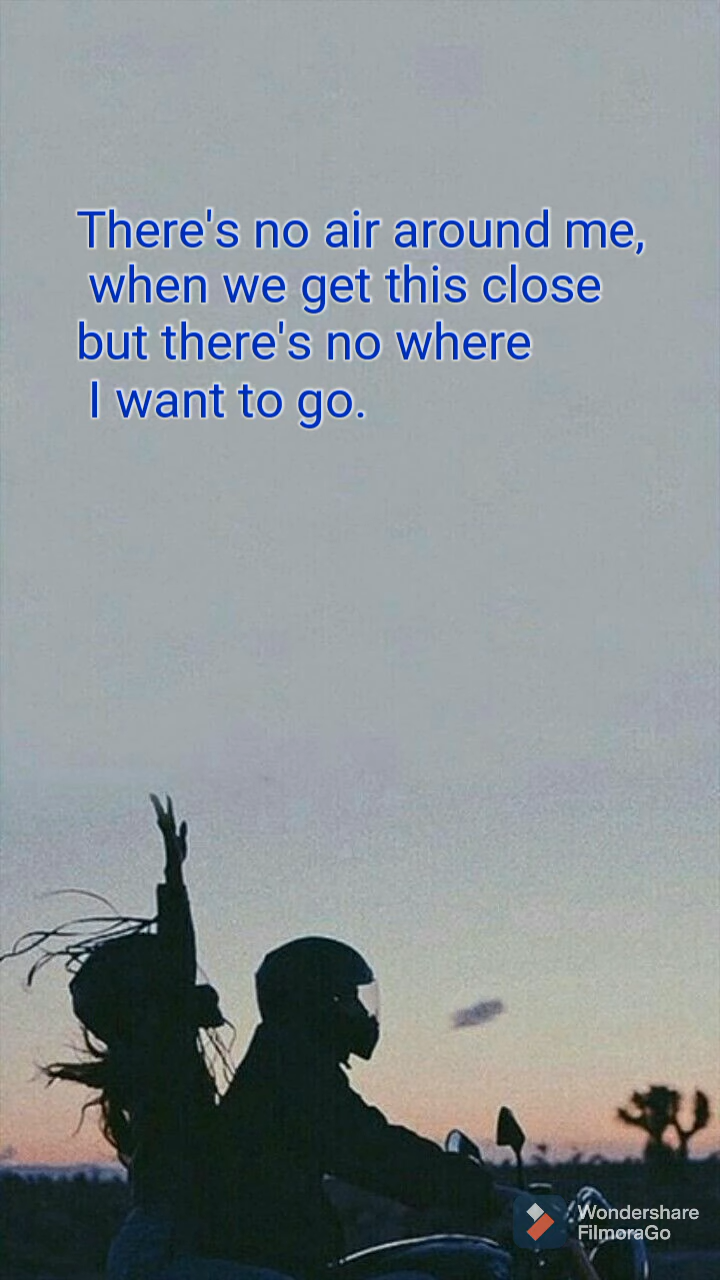 There's no air around me,
when we get this close
but there's no where
I want to go.
Wondershare
FilmoraGo